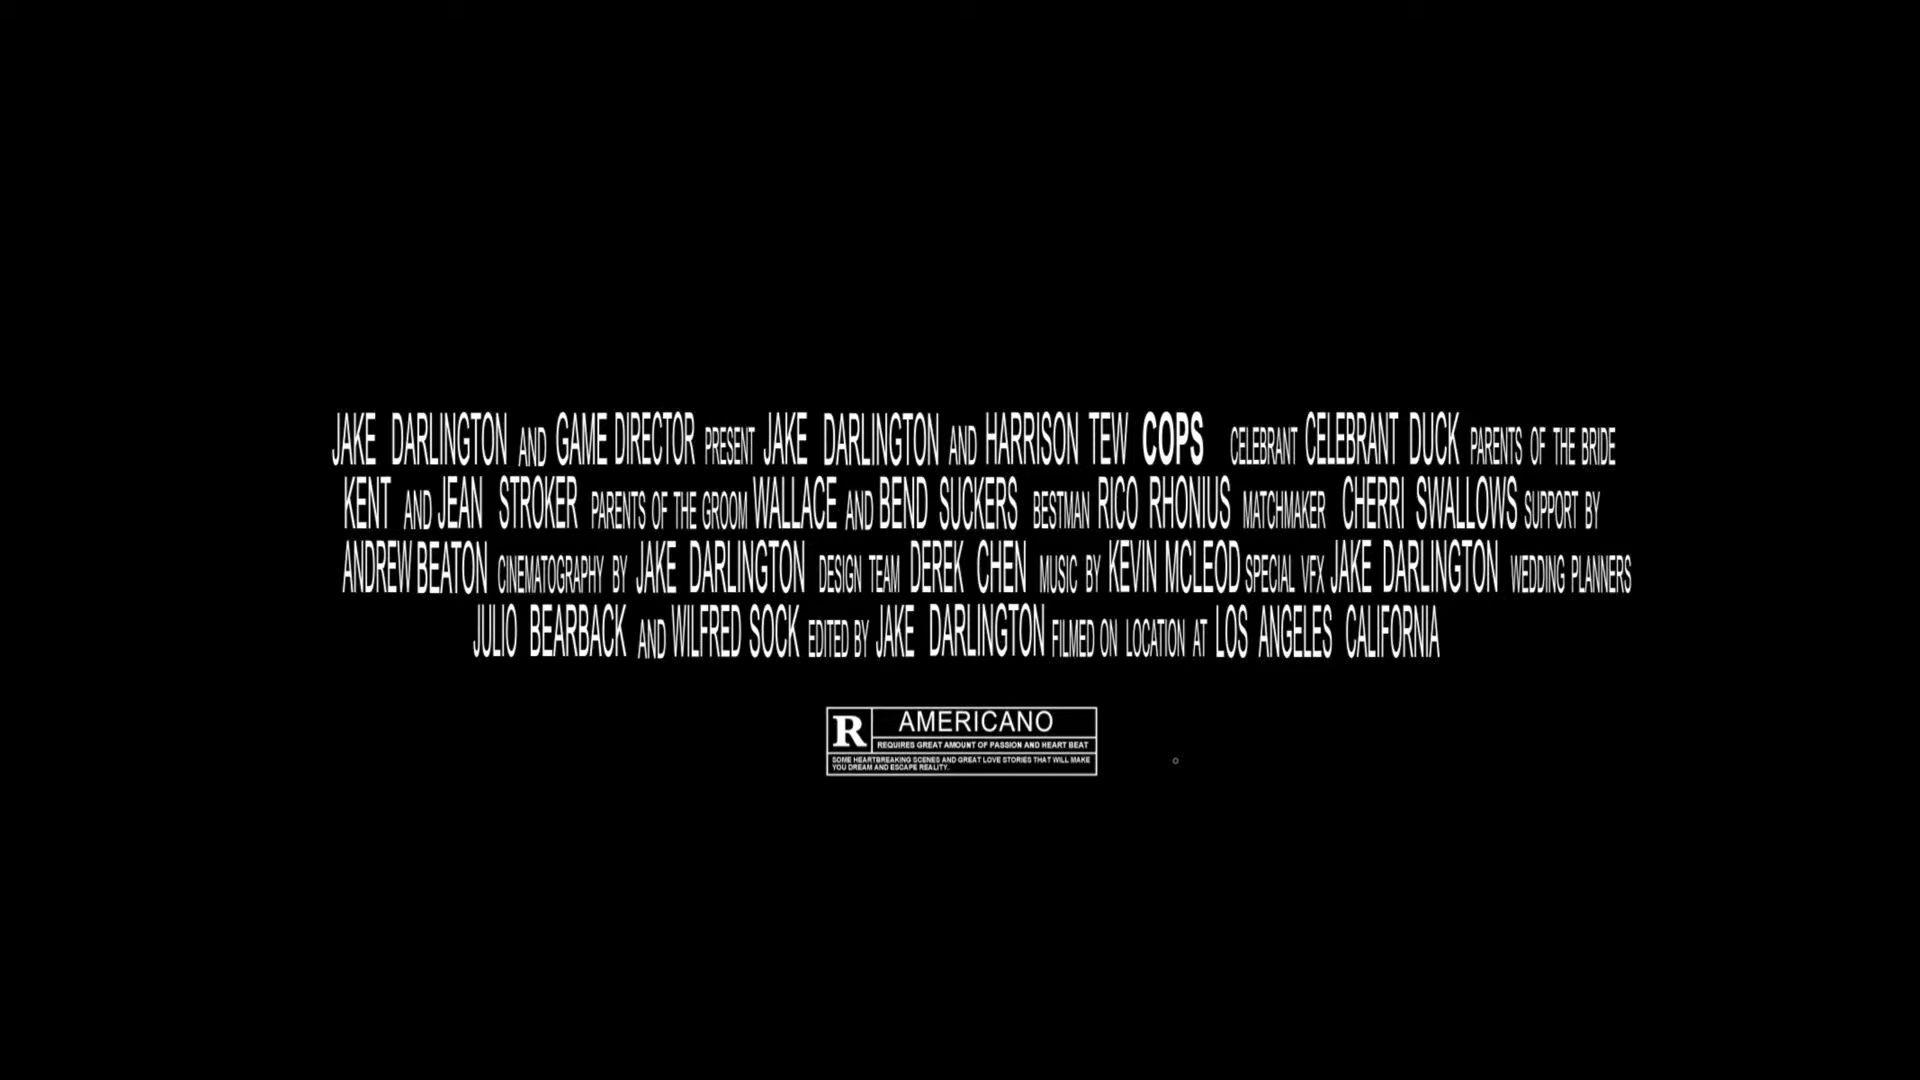 JAKE DARLINGTON AND GAME DIRECTOR PRESENT JAKE DARLINGTON AND HARRISON TEW COPS CELEBRANT CELEBRANT DUCK PARENTS OF THE BRIDE
KENT AND JEAN STROKER PARENTS OF THE GROOM WALLACE AND BEND SUCKERS BESTMAN RICO RHONIUS MATCHMAKER CHERRI SWALLOWS SUPPORT BY
ANDREW BEATON CINEMATOGRAPHY BY JAKE DARLINGTON DESIGN TEAM DEREK CHEN MUSIC BY KEVIN MCLEOD SPECIAL VFX JAKE DARLINGTON WEDDING PLANNERS
JULIO BEARBACK AND WILFRED SOCK EDITED BY JAKE DARLINGTON FILMED ON LOCATION AT LOS ANGELES CALIFORNIA
R AMERICANO
REQUIRES GREAT AMOUNT OF PASSION AND HEART BEAT
SOME HEARTBREAKING SCENES AND GREAT LOVE STORIES THAT WILL MAKE
YOU DREAM AND ESCAPE REALITY.